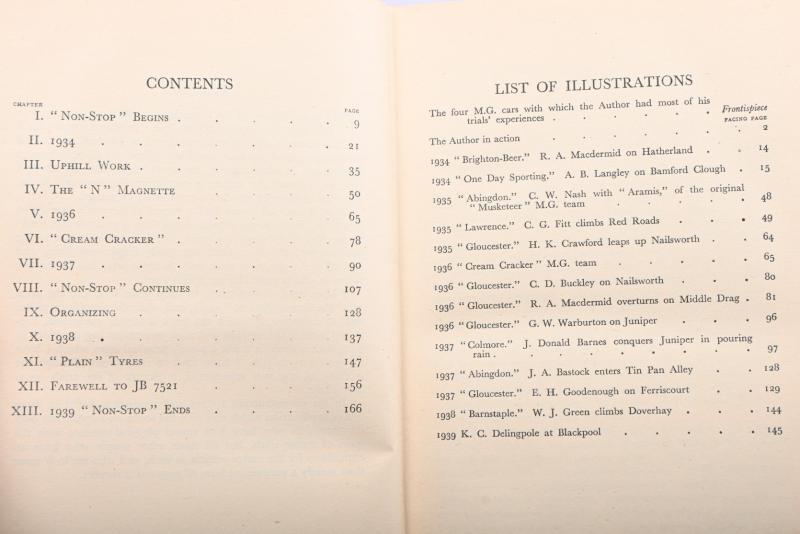 CONTENTS
CHAPTER PAGE
I. "Non-Stop" Begins . . . . . 9
II. 1934 . . . . . . 21
III. Uphill Work . . . . . 35
IV. The "N" Magnette . . . . 50
V. 1936 . . . . . . 65
VI. "Cream Cracker" . . . . . 78
VII. 1937 . . . . . . 90
VIII. "Non-Stop" Continues . . . . 107
IX. Organizing . . . . . 128
X. 1938 . . . . . . 137
XI. "Plain" Tyres . . . . . 147
XII. Farewell to JB 7521 . . . . 156
XIII. 1939 "Non-Stop" Ends . . . . 166
LIST OF ILLUSTRATIONS
The four M.G. cars with which the Author had most of his
trials' experiences . . . . . . Frontispiece
FACING PAGE
The Author in action . . . . . . . 2
1934 "Brighton-Beer." R. A. Macdermid on Hatherland . . 14
1934 "One Day Sporting." A. B. Langley on Bamford Clough . 15
1935 "Abingdon." C. W. Nash with "Aramis," of the original
"Musketeer" M.G. team . . . . . 48
1935 "Lawrence." C. G. Fitt climbs Red Roads . . . 49
1935 "Gloucester." H. K. Crawford leaps up Nailsworth . . 64
1936 "Cream Cracker" M.G. team . . . . . 65
1936 "Gloucester." C. D. Buckley on Nailsworth . . . 80
1936 "Gloucester." R. A. Macdermid overturns on Middle Drag . 81
1936 "Gloucester." G. W. Warburton on Juniper . . . 96
1937 "Colmore." J. Donald Barnes conquers Juniper in pouring
rain . . . . . . . . 97
1937 "Abingdon." J. A. Bastock enters Tin Pan Alley . . 128
1937 "Gloucester." E. H. Goodenough on Ferriscourt . . 129
1938 "Barnstaple." W. J. Green climbs Doverhay . . . 144
1939 K. C. Delingpole at Blackpool . . . . . 145